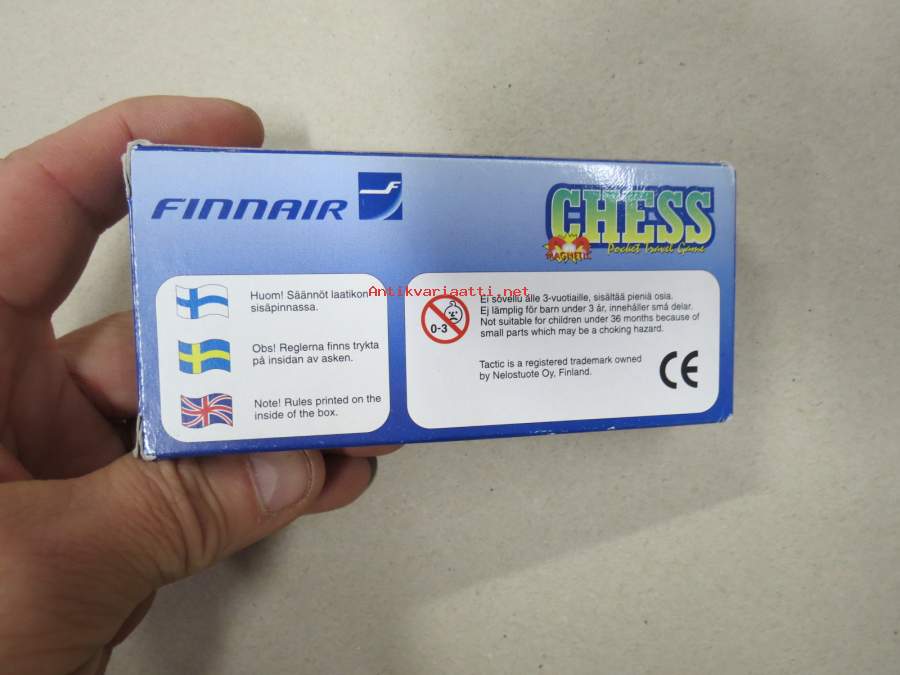 FINNAIR
CHESS
Pocket Travel Game
MAGNETIC
Antikvariaatti.net
Huom! Säännöt laatikon
sisäpinnassa.
Obs! Reglerna finns trykta
på insidan av asken.
Note! Rules printed on the
inside of the box.
0-3
Ei sovellu alle 3-vuotiaille, sisältää pieniä osia.
Ej lämplig för barn under 3 år, innehåller små delar.
Not suitable for children under 36 months because of
small parts which may be a choking hazard.
Tactic is a registered trademark owned
by Nelostuote Oy, Finland.
CE